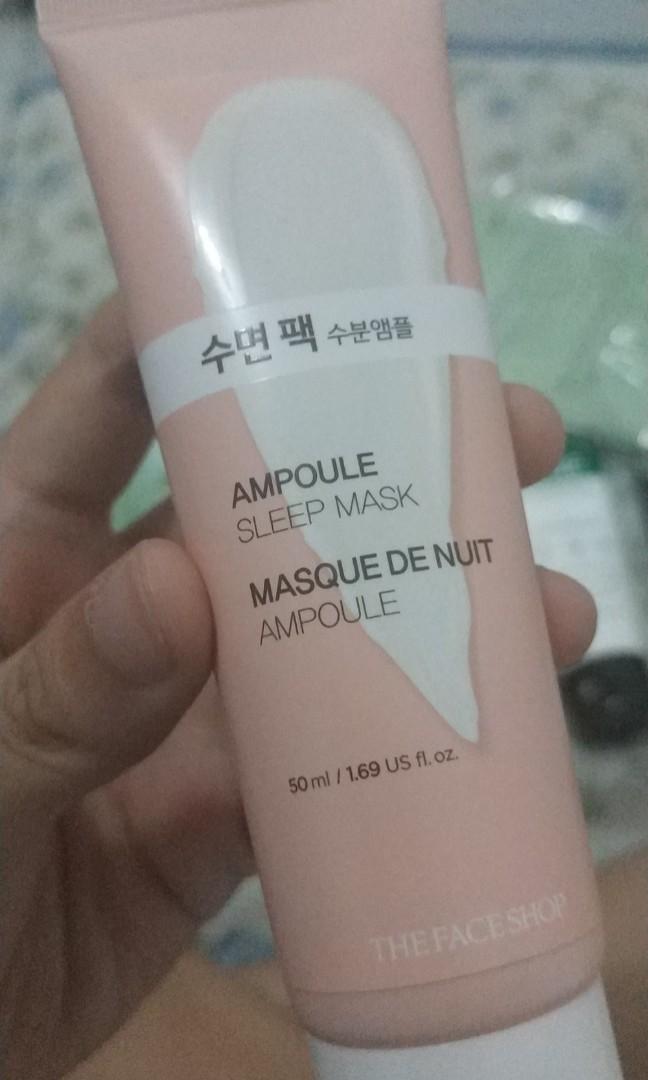 수면 팩 수분앰플
AMPOULE
SLEEP MASK
MASQUE DE NUIT
AMPOULE
50 ml / 1.69 US fl. oz.
THE FACE SHOP